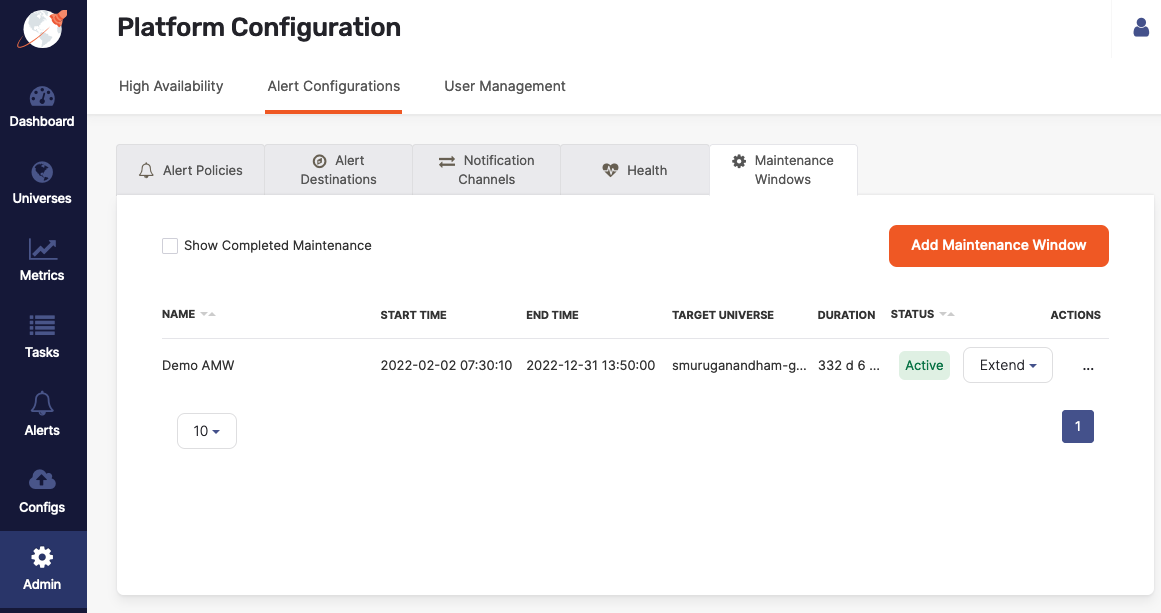 Platform Configuration
High Availability
Alert Configurations
User Management
Dashboard
Universes
Metrics
Tasks
Alerts
Configs
Admin
Alert Policies
Alert
Destinations
Notification
Channels
Health
Maintenance
Windows
Show Completed Maintenance
Add Maintenance Window
NAME START TIME END TIME TARGET UNIVERSE DURATION STATUS ACTIONS
Demo AMW 2022-02-02 07:30:10 2022-12-31 13:50:00 smuruganandham-g... 332 d 6 ... Active Extend ...
10
1